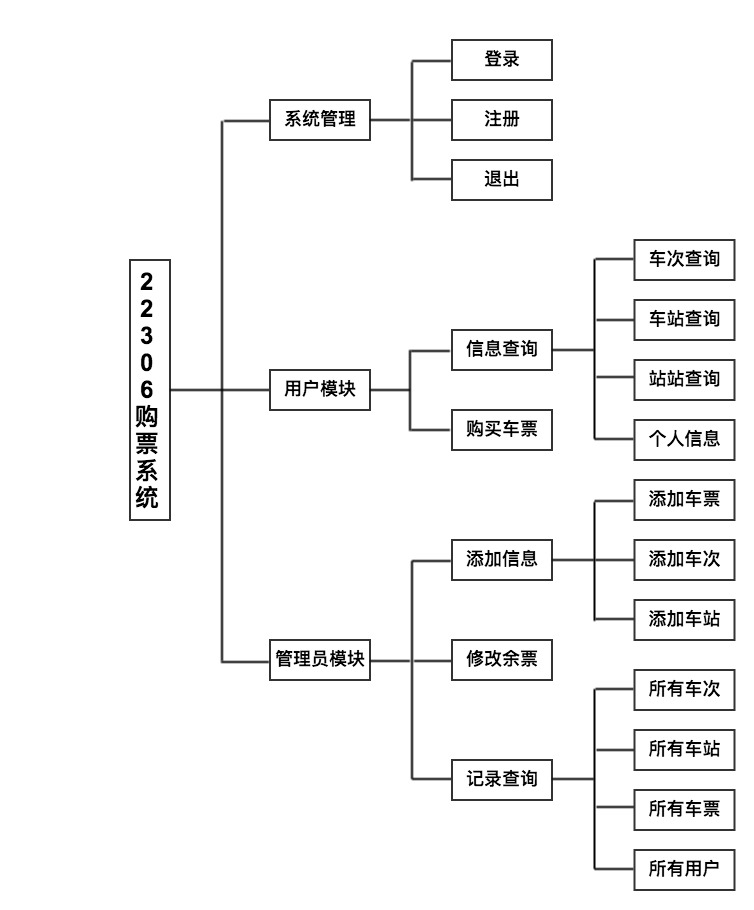 22306购票系统
系统管理
登录
注册
退出
用户模块
信息查询
车次查询
车站查询
站站查询
个人信息
购买车票
管理员模块
添加信息
添加车票
添加车次
添加车站
修改余票
记录查询
所有车次
所有车站
所有车票
所有用户